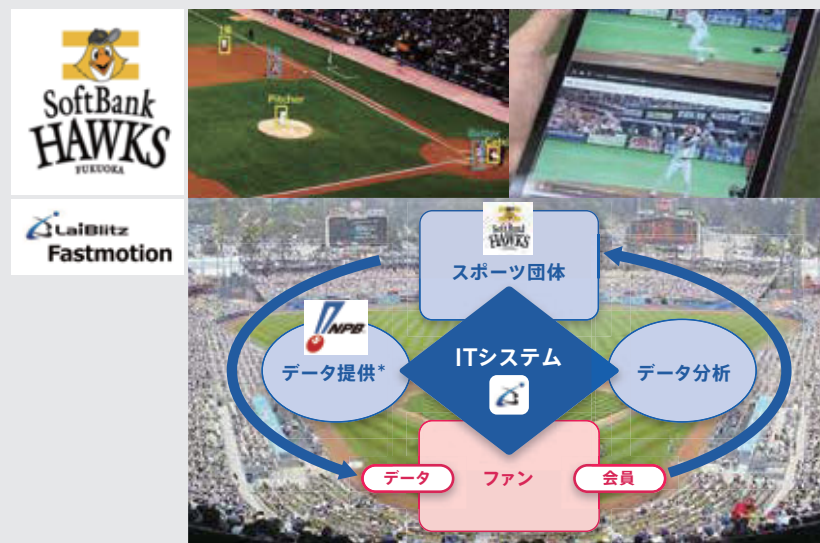 SoftBank
HAWKS
FUKUOKA
Pitcher
Batter
LaiBlitz
Fastmotion
SoftBank
HAWKS
スポーツ団体
NPB
データ提供*
ITシステム
データ分析
データ
ファン
会員